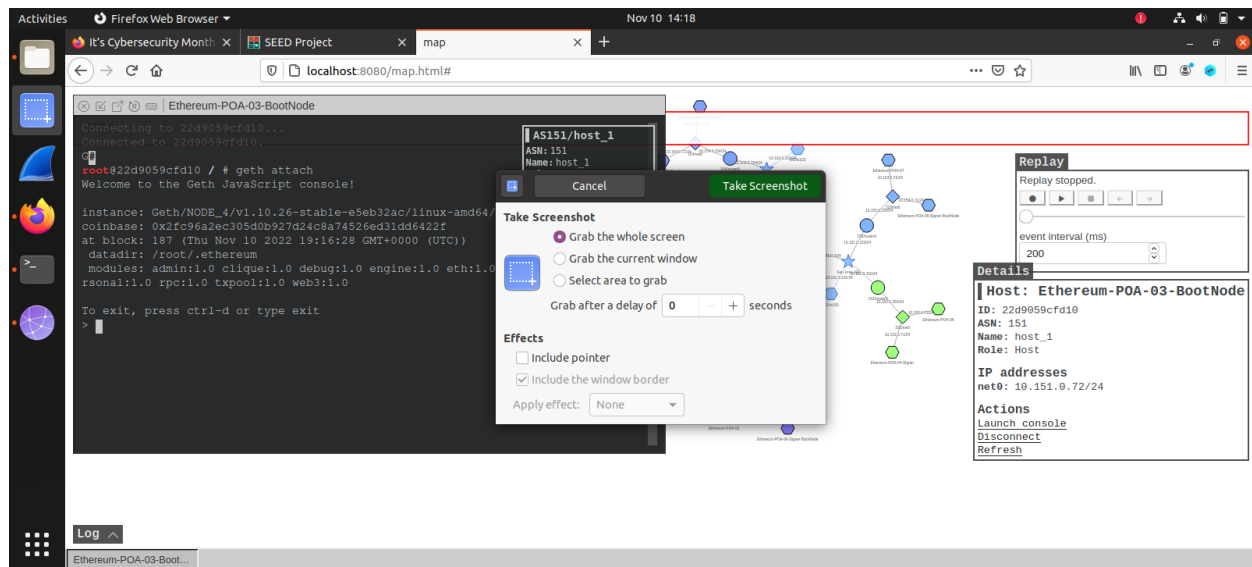 Activities
Firefox Web Browser
Nov 10 14:18
It's Cybersecurity Month
SEED Project
map
localhost:8080/map.html#
Ethereum-POA-03-BootNode
Connecting to 22d9059cfd10...
Connected to 22d9059cfd10.
G#
root@22d9059cfd10 / # geth attach
Welcome to the Geth JavaScript console!
instance: Geth/NODE_4/v1.10.26-stable-e5eb32ac/linux-amd64/
coinbase: 0x2fc96a2ec305d0b927d24c8a74526ed31dd6422f
at block: 187 (Thu Nov 10 2022 19:16:28 GMT+0000 (UTC))
datadir: /root/.ethereum
modules: admin:1.0 clique:1.0 debug:1.0 engine:1.0 eth:1.0
rsonal:1.0 rpc:1.0 txpool:1.0 web3:1.0
To exit, press ctrl-d or type exit
>
AS151/host_1
ASN: 151
Name: host_1
Cancel
Take Screenshot
Take Screenshot
Grab the whole screen
Grab the current window
Select area to grab
Grab after a delay of 0 − + seconds
Effects
Include pointer
Include the window border
Apply effect: None
Replay
Replay stopped.
event interval (ms)
200
Details
Host: Ethereum-POA-03-BootNode
ID: 22d9059cfd10
ASN: 151
Name: host_1
Role: Host
IP addresses
net0: 10.151.0.72/24
Actions
Launch console
Disconnect
Refresh
Log
Ethereum-POA-03-Boot...